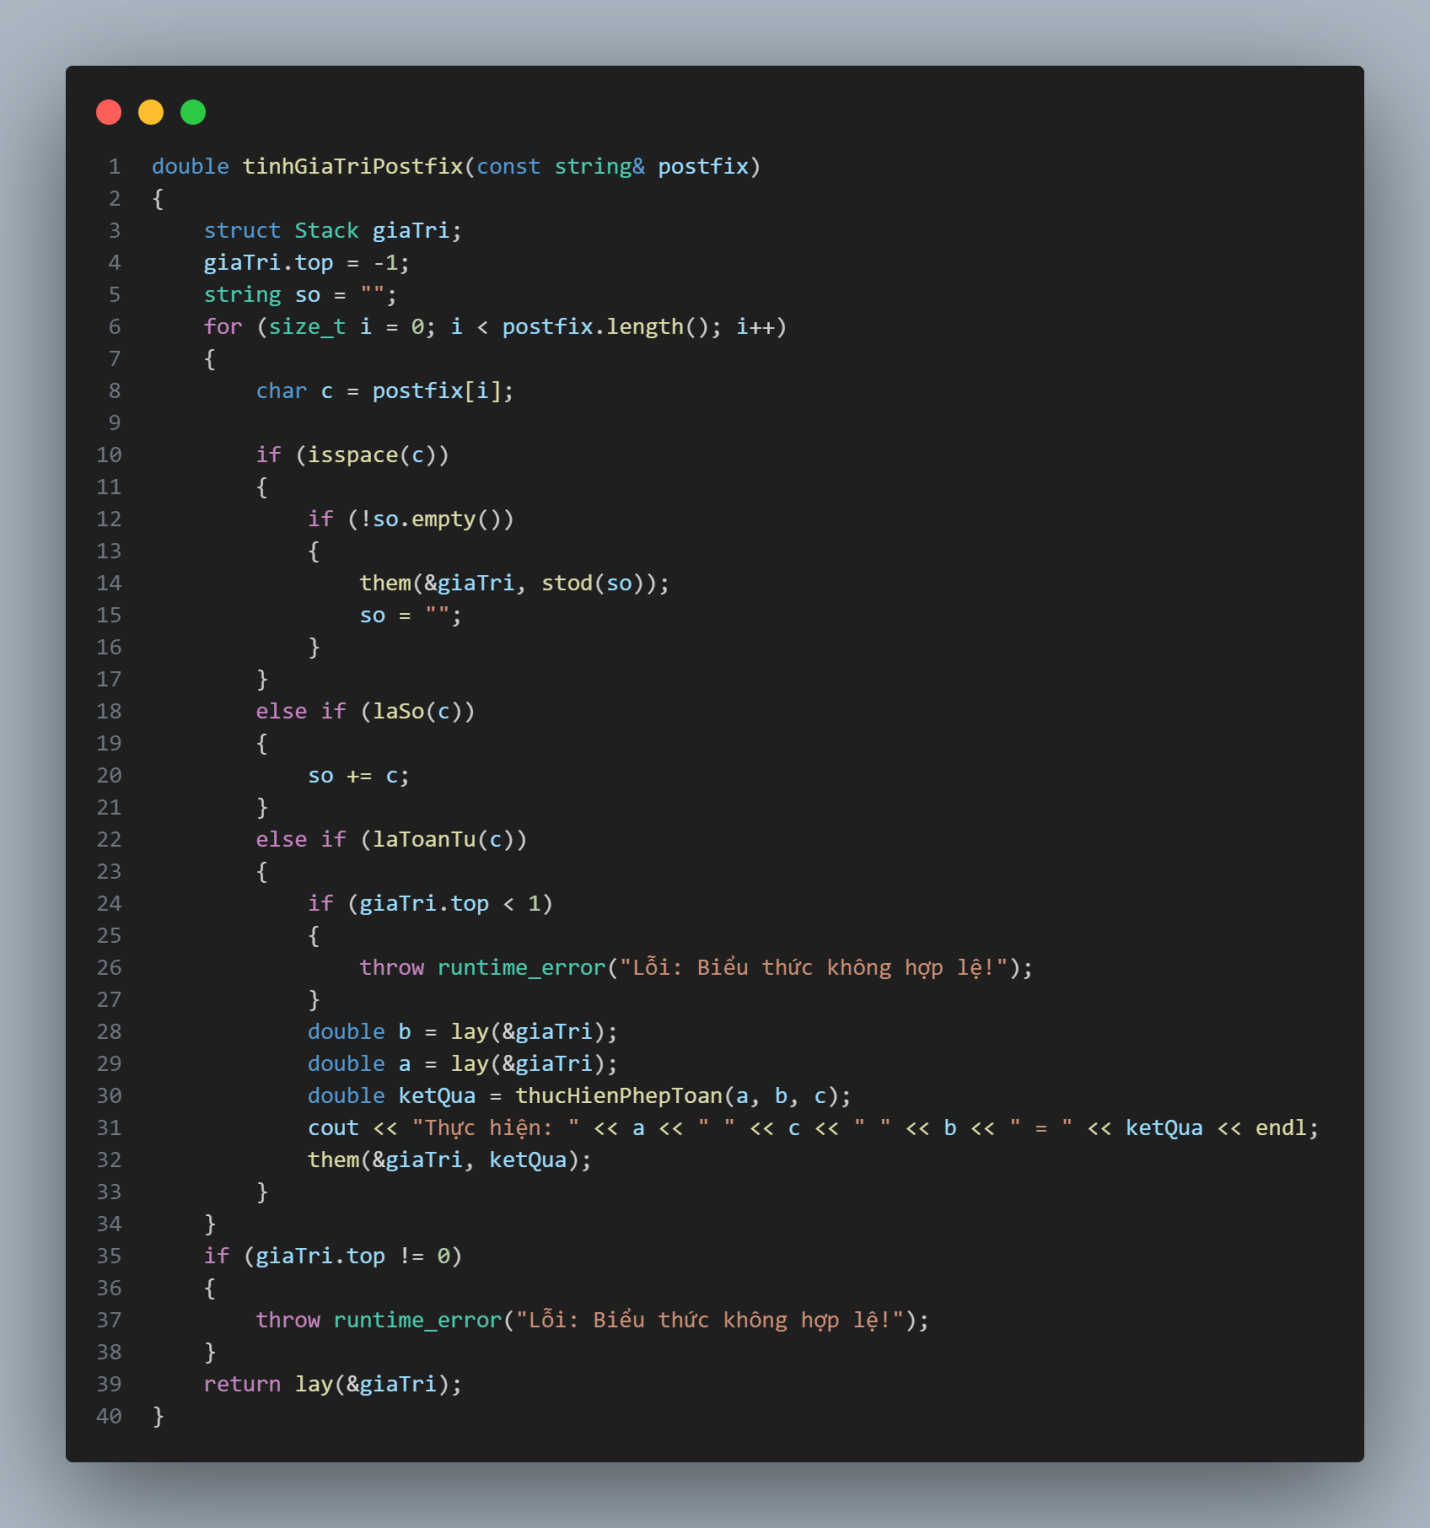 1 double tinhGiaTriPostfix(const string& postfix)
2 {
3     struct Stack giaTri;
4     giaTri.top = -1;
5     string so = "";
6     for (size_t i = 0; i < postfix.length(); i++)
7     {
8         char c = postfix[i];
9
10         if (isspace(c))
11         {
12             if (!so.empty())
13             {
14                 them(&giaTri, stod(so));
15                 so = "";
16             }
17         }
18         else if (laSo(c))
19         {
20             so += c;
21         }
22         else if (laToanTu(c))
23         {
24             if (giaTri.top < 1)
25             {
26                 throw runtime_error("Lỗi: Biểu thức không hợp lệ!");
27             }
28             double b = lay(&giaTri);
29             double a = lay(&giaTri);
30             double ketQua = thucHienPhepToan(a, b, c);
31             cout << "Thực hiện: " << a << " " << c << " " << b << " = " << ketQua << endl;
32             them(&giaTri, ketQua);
33         }
34     }
35     if (giaTri.top != 0)
36     {
37         throw runtime_error("Lỗi: Biểu thức không hợp lệ!");
38     }
39     return lay(&giaTri);
40 }